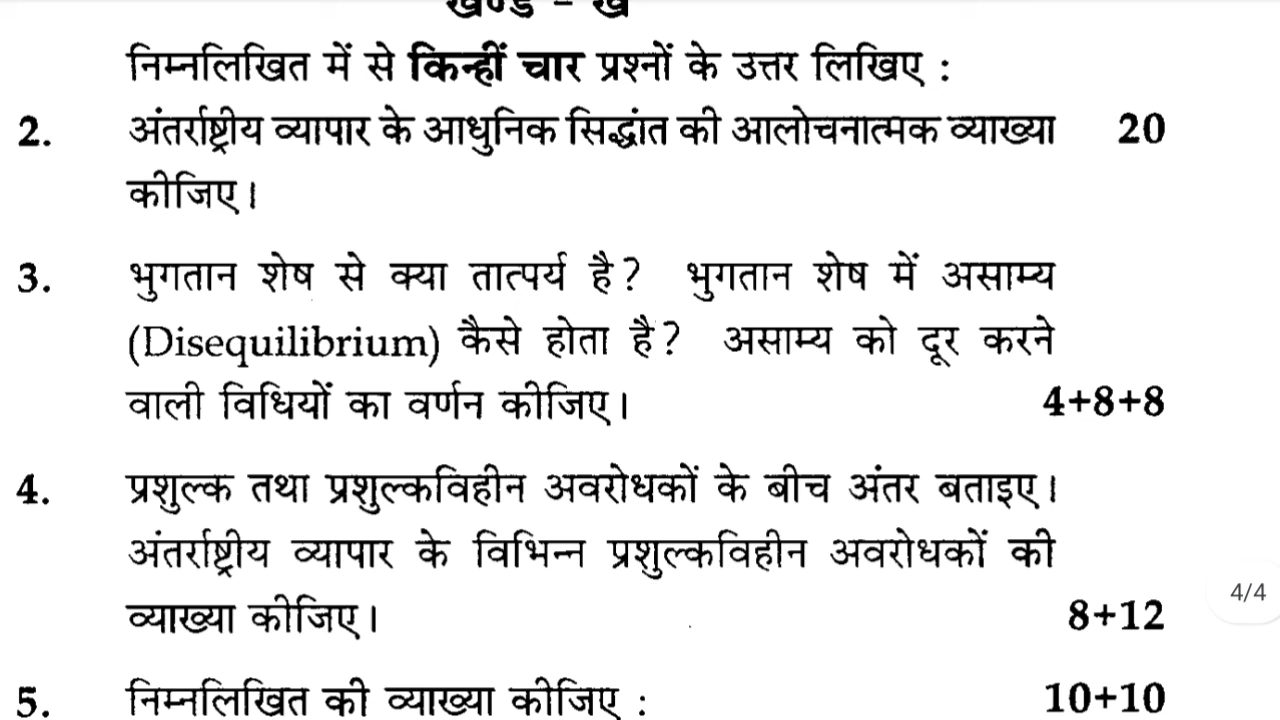 खण्ड - ख
निम्नलिखित में से किन्हीं चार प्रश्नों के उत्तर लिखिए :
2. अंतर्राष्ट्रीय व्यापार के आधुनिक सिद्धांत की आलोचनात्मक व्याख्या 20
कीजिए।
3. भुगतान शेष से क्या तात्पर्य है? भुगतान शेष में असाम्य
(Disequilibrium) कैसे होता है? असाम्य को दूर करने
वाली विधियों का वर्णन कीजिए। 4+8+8
4. प्रशुल्क तथा प्रशुल्कविहीन अवरोधकों के बीच अंतर बताइए।
अंतर्राष्ट्रीय व्यापार के विभिन्न प्रशुल्कविहीन अवरोधकों की
4/4
व्याख्या कीजिए। 8+12
5. निम्नलिखित की व्याख्या कीजिए : 10+10